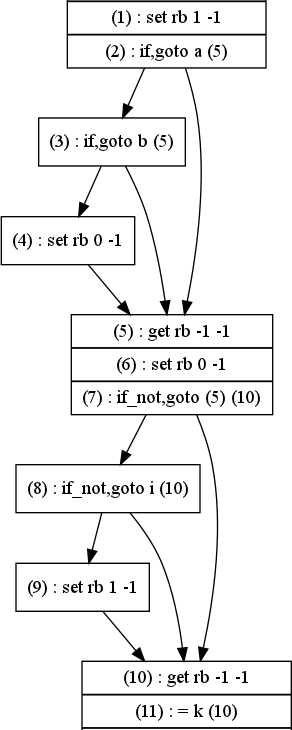 (1) : set rb 1 -1
(2) : if,goto a (5)
(3) : if,goto b (5)
(4) : set rb 0 -1
(5) : get rb -1 -1
(6) : set rb 0 -1
(7) : if_not,goto (5) (10)
(8) : if_not,goto i (10)
(9) : set rb 1 -1
(10) : get rb -1 -1
(11) : = k (10)